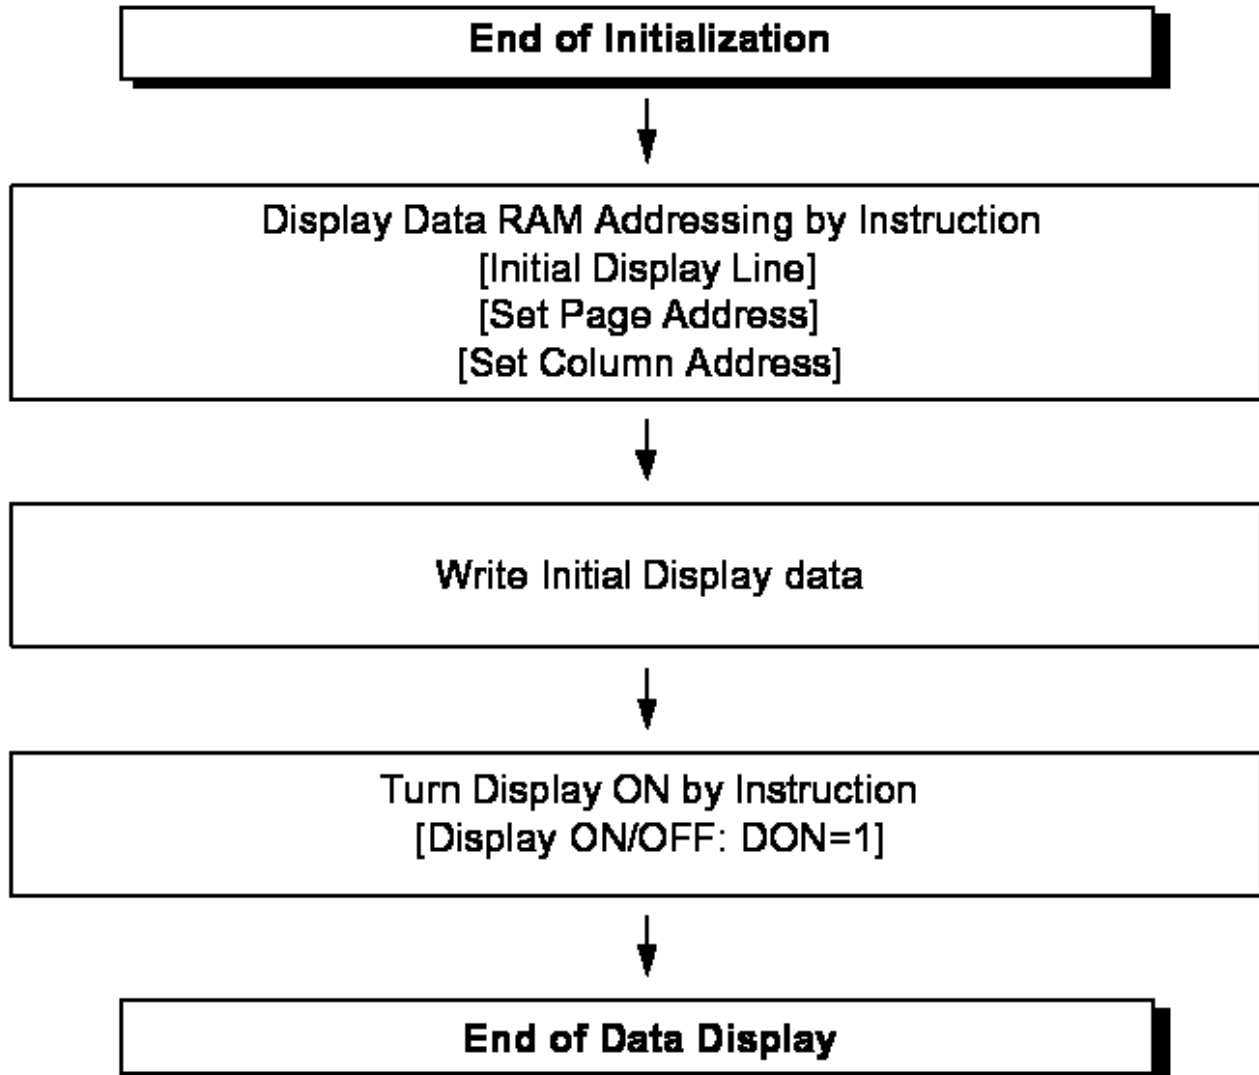 End of Initialization
Display Data RAM Addressing by Instruction
[Initial Display Line]
[Set Page Address]
[Set Column Address]
Write Initial Display data
Turn Display ON by Instruction
[Display ON/OFF: DON=1]
End of Data Display